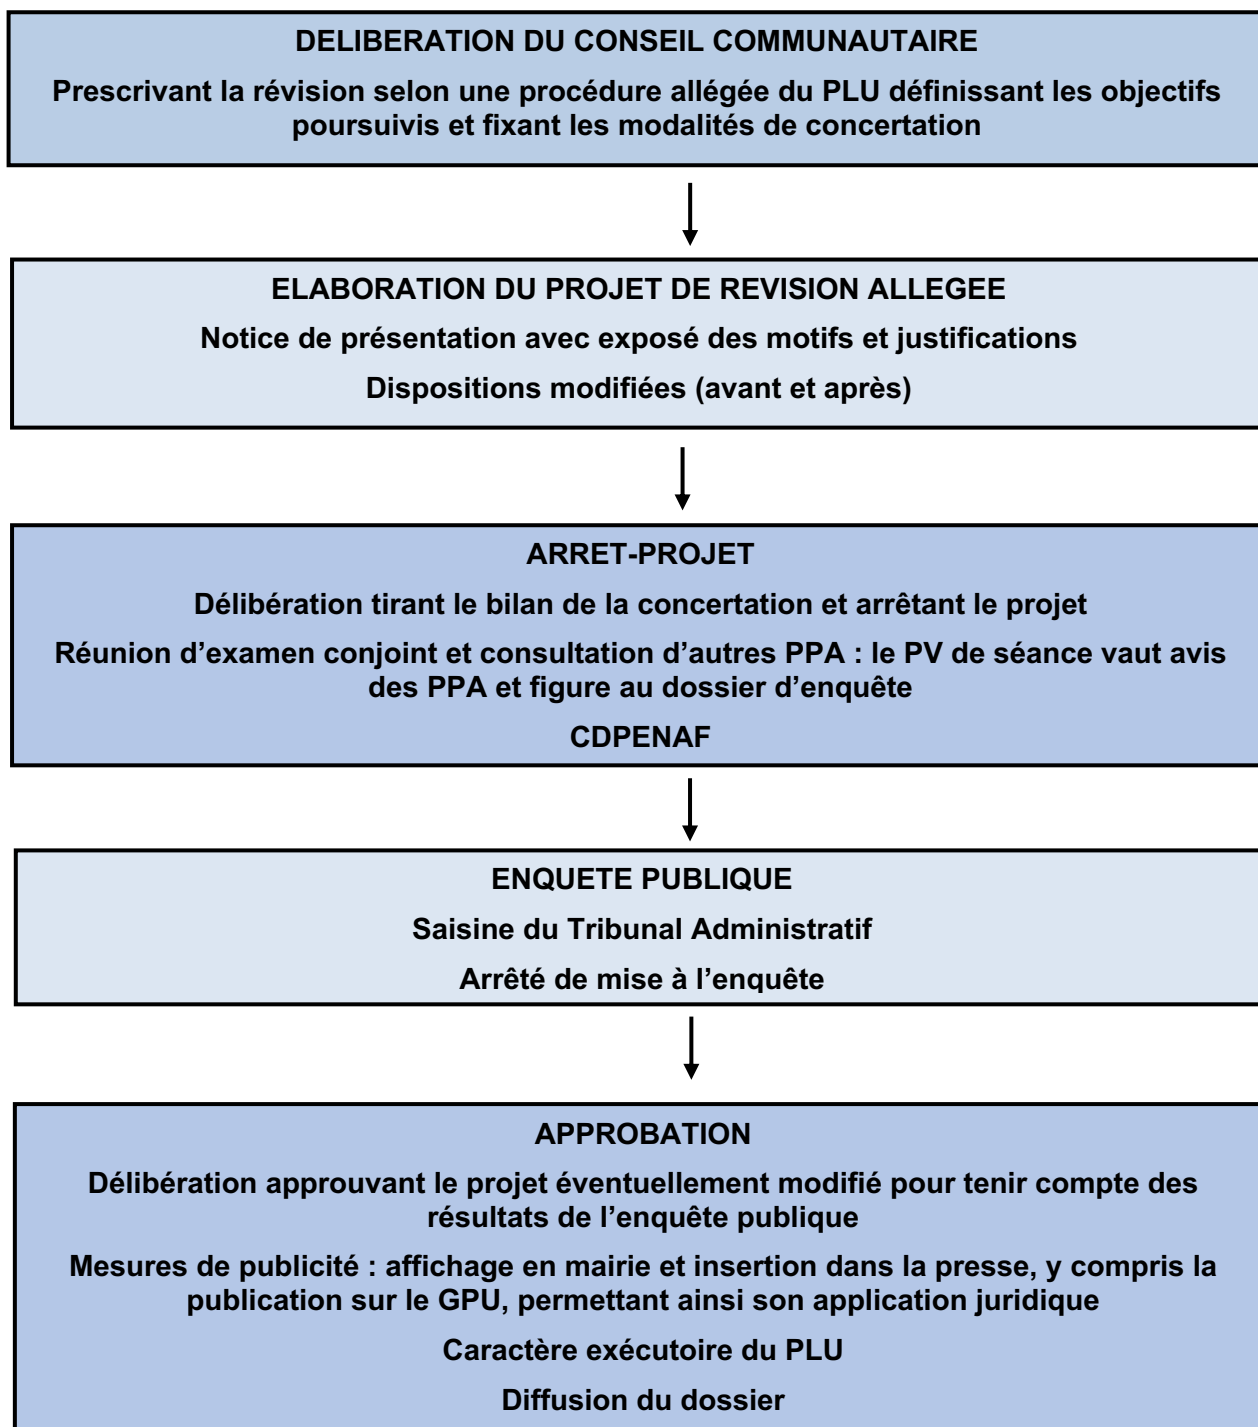 DELIBERATION DU CONSEIL COMMUNAUTAIRE
Prescrivant la révision selon une procédure allégée du PLU définissant les objectifs
poursuivis et fixant les modalités de concertation
ELABORATION DU PROJET DE REVISION ALLEGEE
Notice de présentation avec exposé des motifs et justifications
Dispositions modifiées (avant et après)
ARRET-PROJET
Délibération tirant le bilan de la concertation et arrêtant le projet
Réunion d’examen conjoint et consultation d’autres PPA : le PV de séance vaut avis
des PPA et figure au dossier d’enquête
CDPENAF
ENQUETE PUBLIQUE
Saisine du Tribunal Administratif
Arrêté de mise à l’enquête
APPROBATION
Délibération approuvant le projet éventuellement modifié pour tenir compte des
résultats de l’enquête publique
Mesures de publicité : affichage en mairie et insertion dans la presse, y compris la
publication sur le GPU, permettant ainsi son application juridique
Caractère exécutoire du PLU
Diffusion du dossier